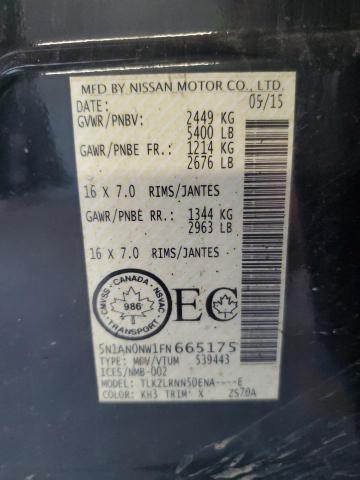 MFD BY NISSAN MOTOR CO., LTD.
DATE: 05/15
GVWR/PNBV: 2449 KG
5400 LB
GAWR/PNBE FR.: 1214 KG
2676 LB
16 X 7.0 RIMS/JANTES
GAWR/PNBE RR.: 1344 KG
2963 LB
16 X 7.0 RIMS/JANTES
CMVSS - CANADA - NSVAC
986
TRANSPORT
EC
5N1AN0NW1FN665175
TYPE: MPV/VTUM 539443
ICES/NMB-002
MODEL: TLKZLRNN50ENA----E
COLOR: KH3 TRIM: X ZS70A